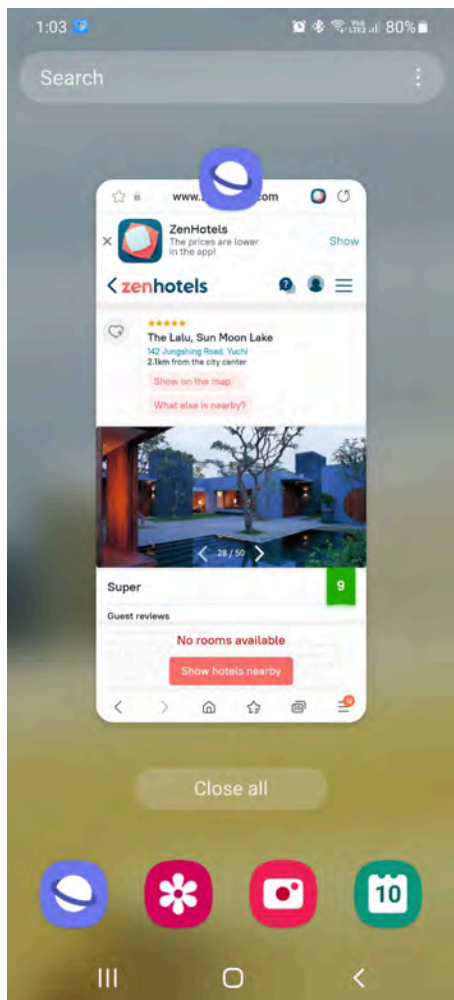 1:03
80%
Search
ZenHotels
The prices are lower
in the app!
Show
zenhotels
The Lalu, Sun Moon Lake
142 Jungshing Road, Yuchi
2.1km from the city center
Show on the map
What else is nearby?
28 / 50
Super
9
Guest reviews
No rooms available
Show hotels nearby
Close all
10